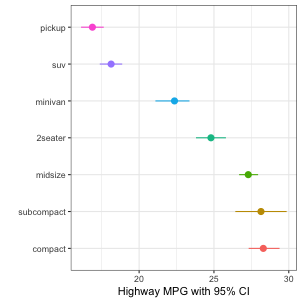 pickup
suv
minivan
2seater
midsize
subcompact
compact
20 25 30
Highway MPG with 95% CI